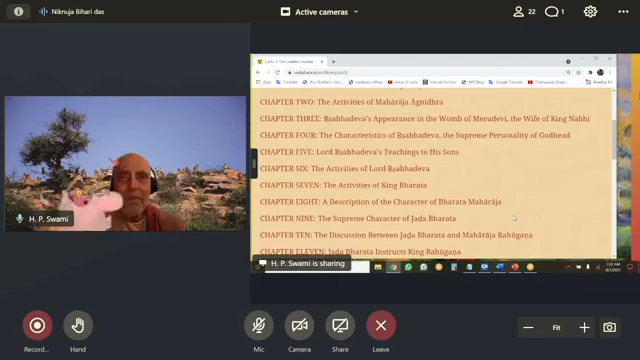 Niknuja Bihari das
Active cameras
22
1
CHAPTER TWO: The Activities of Mahārāja Āgnīdhra
CHAPTER THREE: Ṛṣabhadeva's Appearance in the Womb of Merudevī, the Wife of King Nābhi
CHAPTER FOUR: The Characteristics of Ṛṣabhadeva, the Supreme Personality of Godhead
CHAPTER FIVE: Lord Ṛṣabhadeva's Teachings to His Sons
CHAPTER SIX: The Activities of Lord Ṛṣabhadeva
CHAPTER SEVEN: The Activities of King Bharata
CHAPTER EIGHT: A Description of the Character of Bharata Mahārāja
CHAPTER NINE: The Supreme Character of Jaḍa Bharata
CHAPTER TEN: The Discussion Between Jaḍa Bharata and Mahārāja Rahūgaṇa
CHAPTER ELEVEN: Jaḍa Bharata Instructs King Rahūgaṇa
H. P. Swami
H. P. Swami is sharing
Record...
Hand
Mic
Camera
Share
Leave
Fit